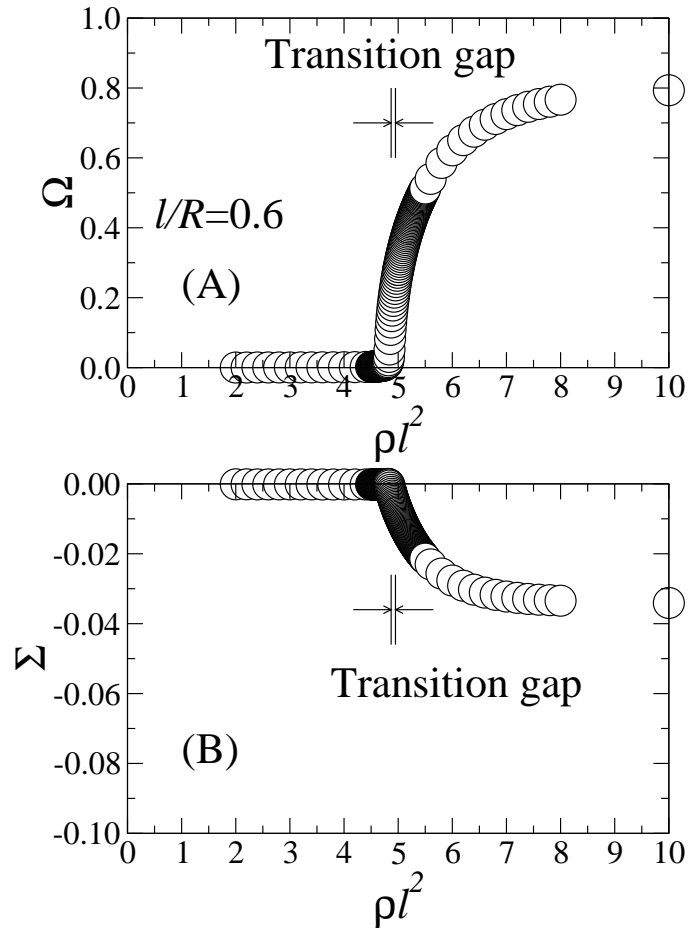 1.0
Transition gap
0.8
0.6
Ω
l/R=0.6
0.4
(A)
0.2
0.0
0 1 2 3 4 5 6 7 8 9 10
ρl²
0.00
-0.02
-0.04
Σ
Transition gap
-0.06
(B)
-0.08
-0.10
0 1 2 3 4 5 6 7 8 9 10
ρl²